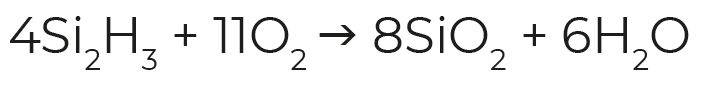 4Si₂H₃ + 11O₂ → 8SiO₂ + 6H₂O